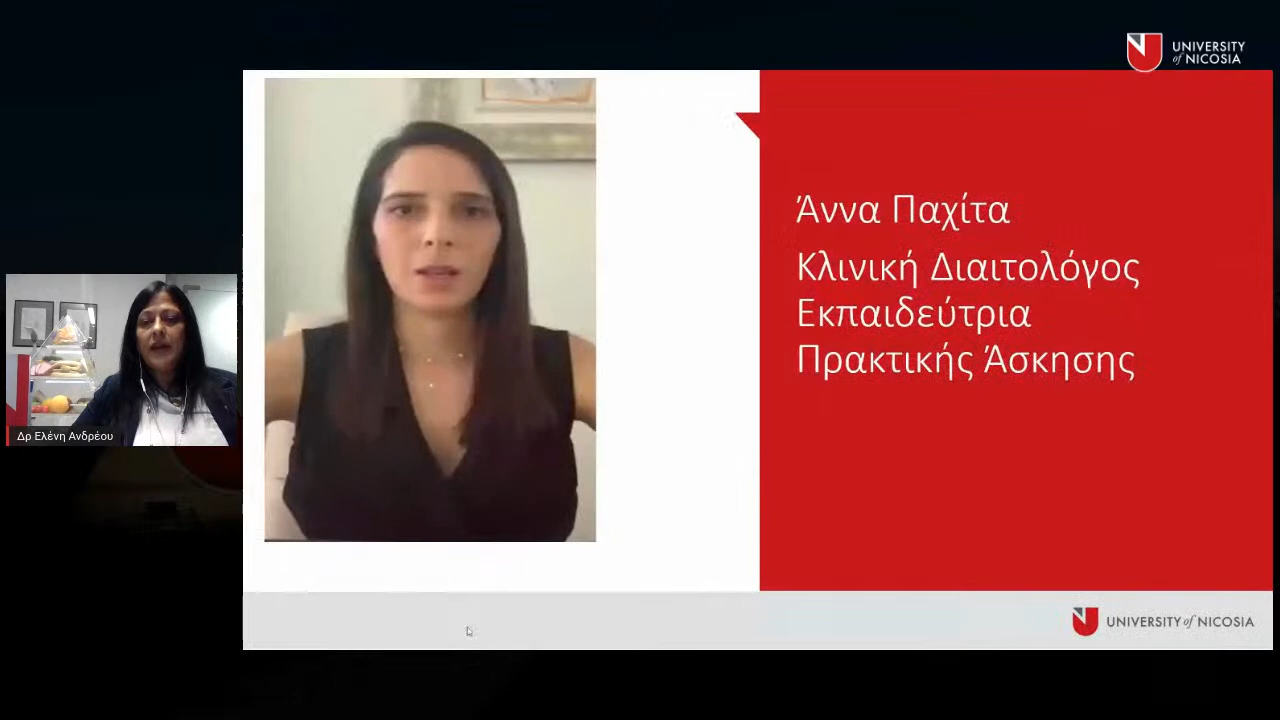 UNIVERSITY
of NICOSIA
Άννα Παχίτα
Κλινική Διαιτολόγος
Εκπαιδεύτρια
Πρακτικής Άσκησης
Δρ Ελένη Ανδρέου
UNIVERSITY of NICOSIA